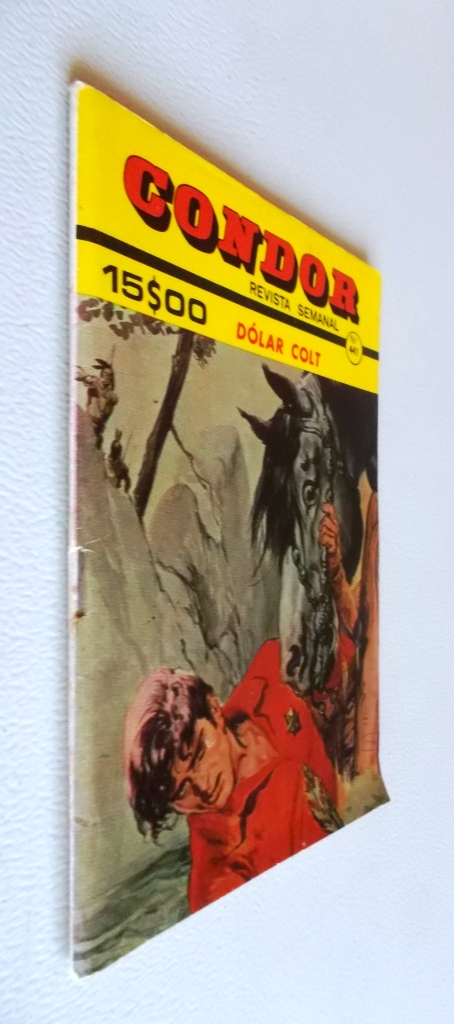 CONDOR
REVISTA SEMANAL
15$00
DÓLAR COLT